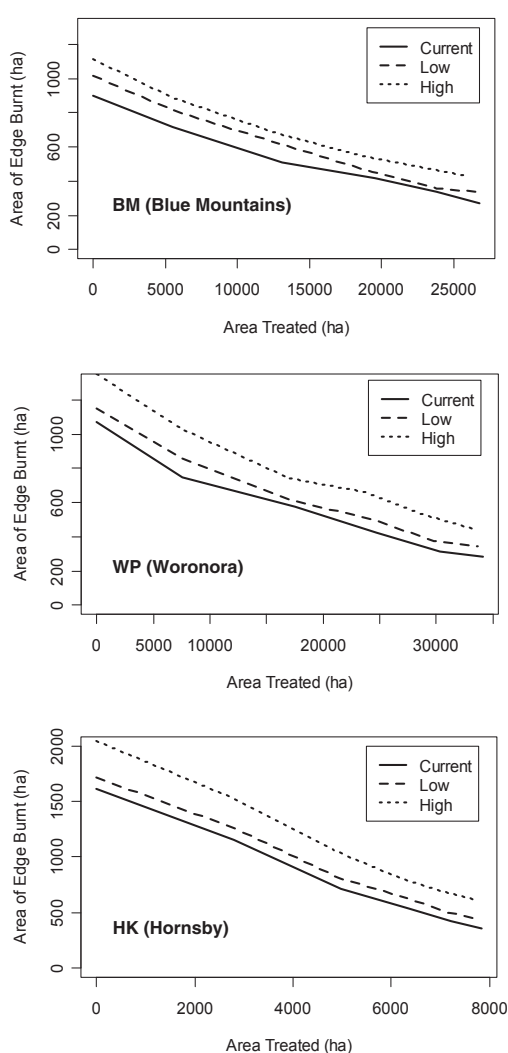 Area of Edge Burnt (ha)
1000
600
200
0
Current
Low
High
BM (Blue Mountains)
0 5000 10000 15000 20000 25000
Area Treated (ha)
Area of Edge Burnt (ha)
1000
600
200
0
Current
Low
High
WP (Woronora)
0 5000 10000 20000 30000
Area Treated (ha)
Area of Edge Burnt (ha)
2000
1500
1000
500
0
Current
Low
High
HK (Hornsby)
0 2000 4000 6000 8000
Area Treated (ha)